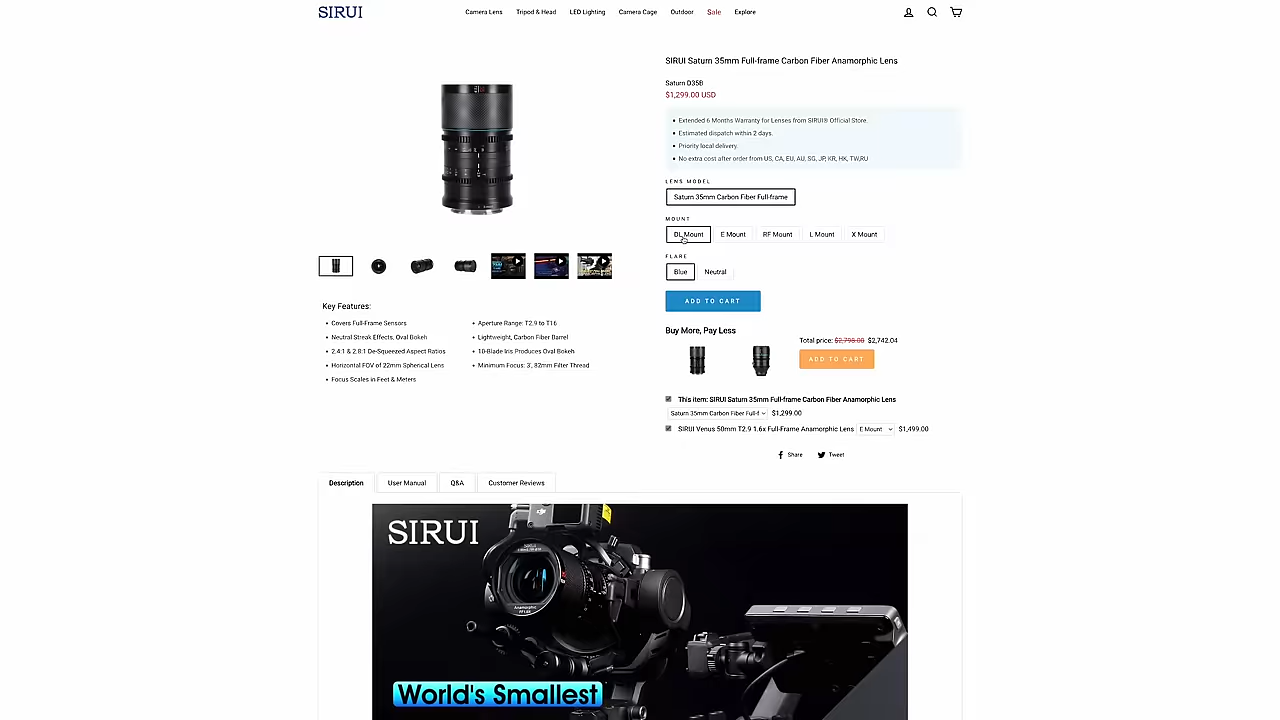 SIRUI
Camera Lens Tripod & Head LED Lighting Camera Cage Outdoor Sale Explore
SIRUI Saturn 35mm Full-frame Carbon Fiber Anamorphic Lens
Saturn D35B
$1,299.00 USD
Extended 6 Months Warranty for Lenses from SIRUI® Official Store.
Estimated dispatch within 2 days.
Priority local delivery.
No extra cost after order from US, CA, EU, AU, SG, JP, KR, HK, TW,RU
LENS MODEL
Saturn 35mm Carbon Fiber Full-frame
MOUNT
DL Mount E Mount RF Mount L Mount X Mount
FLARE
Blue Neutral
ADD TO CART
Key Features:
Covers Full-Frame Sensors
Neutral Streak Effects, Oval Bokeh
2.4:1 & 2.8:1 De-Squeezed Aspect Ratios
Horizontal FOV of 22mm Spherical Lens
Focus Scales in Feet & Meters
Aperture Range: T2.9 to T16
Lightweight, Carbon Fiber Barrel
10-Blade Iris Produces Oval Bokeh
Minimum Focus: 3', 82mm Filter Thread
Buy More, Pay Less
Total price: $2,798.00 $2,742.04
ADD TO CART
This item: SIRUI Saturn 35mm Full-frame Carbon Fiber Anamorphic Lens
Saturn 35mm Carbon Fiber Full-f $1,299.00
SIRUI Venus 50mm T2.9 1.6x Full-Frame Anamorphic Lens E Mount $1,499.00
Share Tweet
Description User Manual Q&A Customer Reviews
SIRUI
Anamorphic
World's Smallest